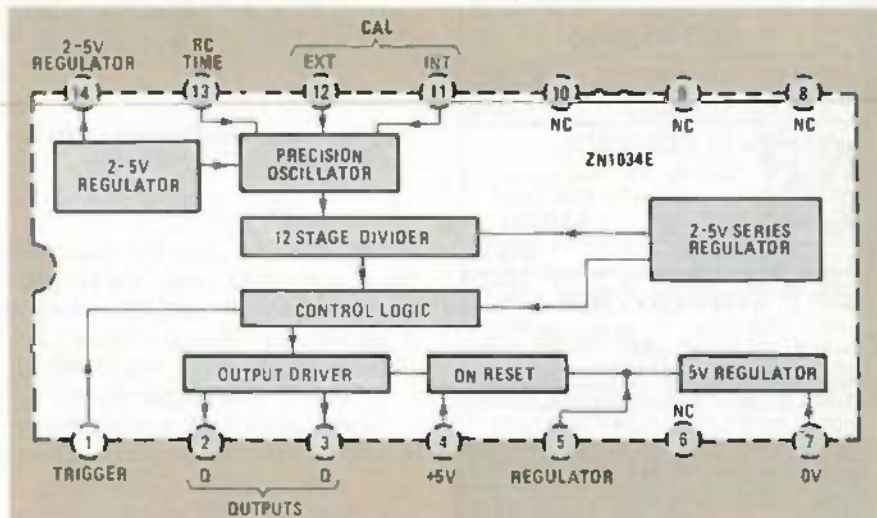 CAL
2-5V
REGULATOR
RC
TIME
EXT
INT
14
13
12
11
10
9
8
NC
NC
NC
ZN1034E
2-5V
REGULATOR
PRECISION
OSCILLATOR
12 STAGE DIVIDER
2-5V SERIES
REGULATOR
CONTROL LOGIC
OUTPUT DRIVER
ON RESET
5V REGULATOR
NC
1
2
3
4
5
6
7
TRIGGER
Q
Q
+5V
REGULATOR
0V
OUTPUTS